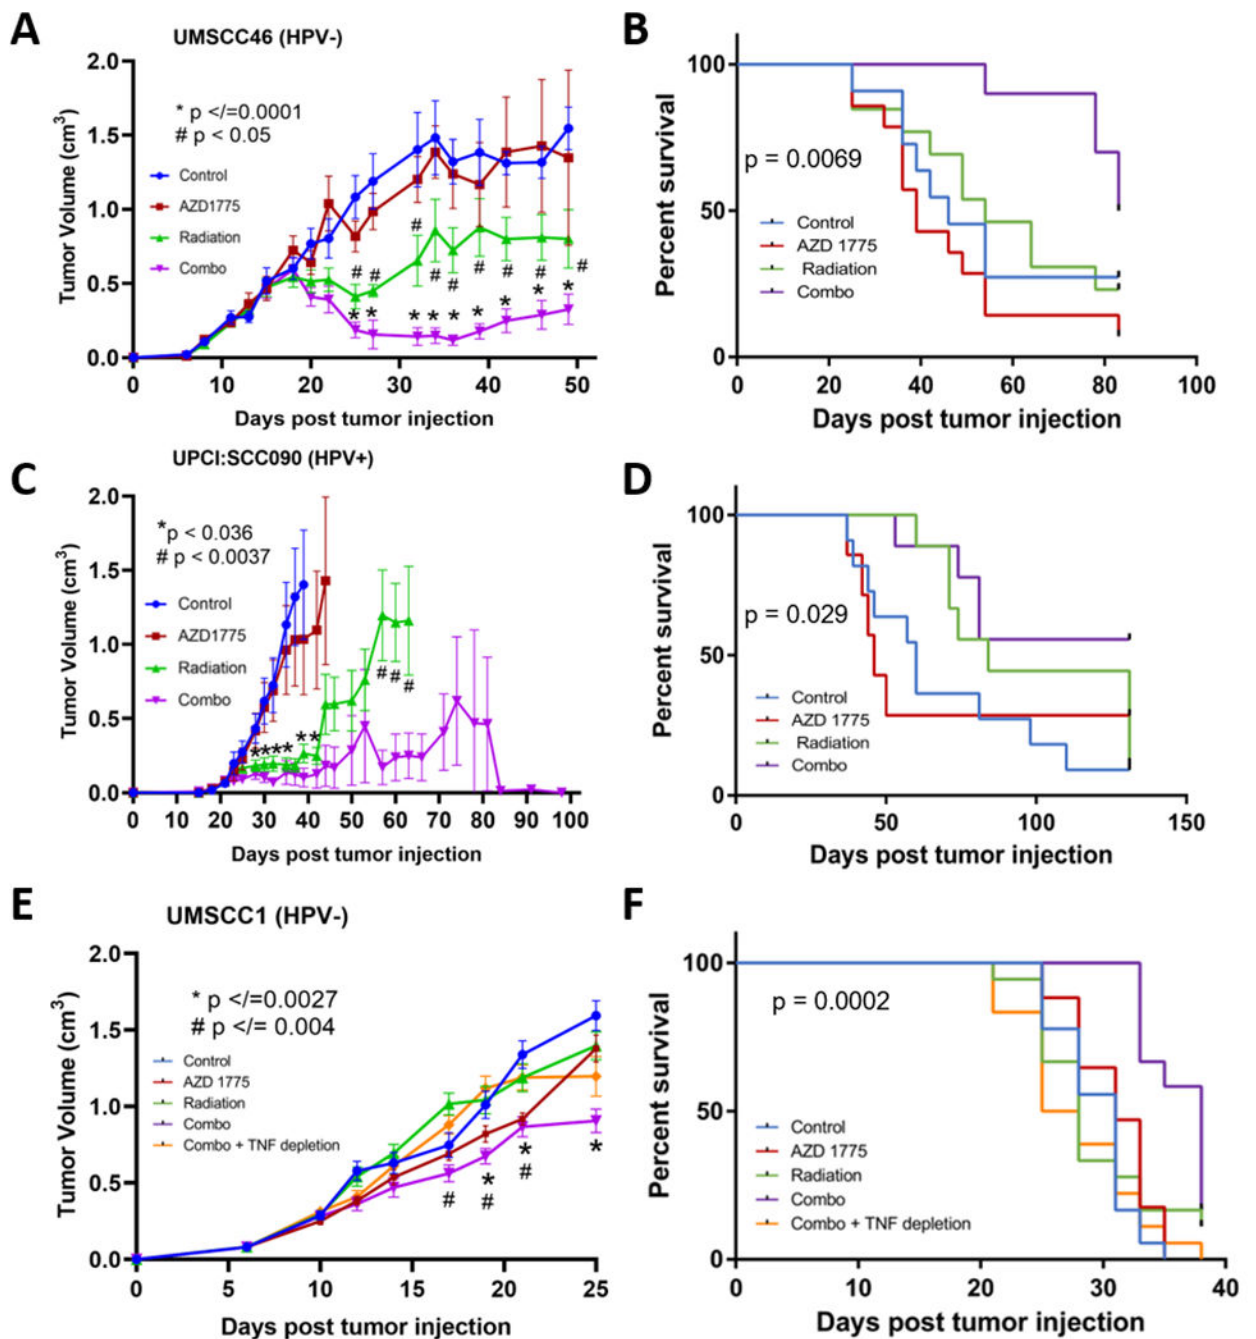 A
UMSCC46 (HPV-)
* p </=0.0001
# p < 0.05
Control
AZD1775
Radiation
Combo
Tumor Volume (cm³)
2.0
1.5
1.0
0.5
0.0
# # # # # # # # #
* * * * * * * * *
0 10 20 30 40 50
Days post tumor injection
B
Percent survival
100
50
0
p = 0.0069
Control
AZD 1775
Radiation
Combo
0 20 40 60 80 100
Days post tumor injection
C
UPCI:SCC090 (HPV+)
*p < 0.036
# p < 0.0037
Control
AZD1775
Radiation
Combo
Tumor Volume (cm³)
2.0
1.5
1.0
0.5
0.0
***** **
# # #
0 10 20 30 40 50 60 70 80 90 100
Days post tumor injection
D
Percent survival
100
50
0
p = 0.029
Control
AZD 1775
Radiation
Combo
0 50 100 150
Days post tumor injection
E
UMSCC1 (HPV-)
* p </=0.0027
# p </= 0.004
Control
AZD 1775
Radiation
Combo
Combo + TNF depletion
Tumor Volume (cm³)
2.0
1.5
1.0
0.5
0.0
* * *
# # #
0 5 10 15 20 25
Days post tumor injection
F
Percent survival
100
50
0
p = 0.0002
Control
AZD 1775
Radiation
Combo
Combo + TNF depletion
0 10 20 30 40
Days post tumor injection